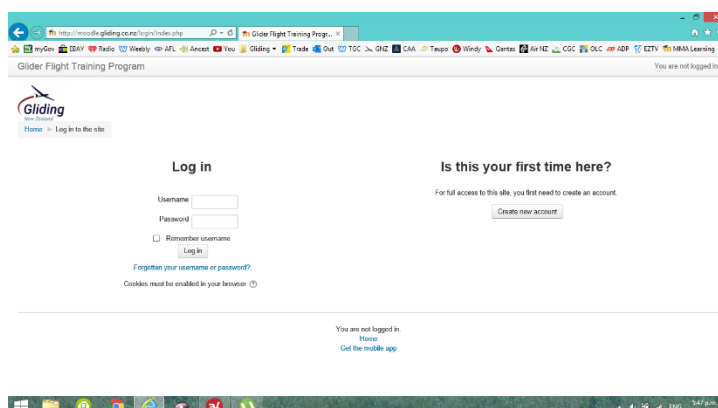 http://moodle.gliding.co.nz/login/index.php
Glider Flight Training Progr...
myGov EBAY Radio Weebly AFL Ancest You Gliding Trade Out TGC GNZ CAA Taupo Windy Qantas Air NZ CGC OLC ADP EZTV MMA Learning
Glider Flight Training Program
You are not logged in
Gliding
New Zealand
Home Log in to the site
Log in
Username
Password
Remember username
Log in
Forgotten your username or password?
Cookies must be enabled in your browser
Is this your first time here?
For full access to this site, you first need to create an account.
Create new account
You are not logged in.
Home
Get the mobile app
ENG 5:47 p.m.